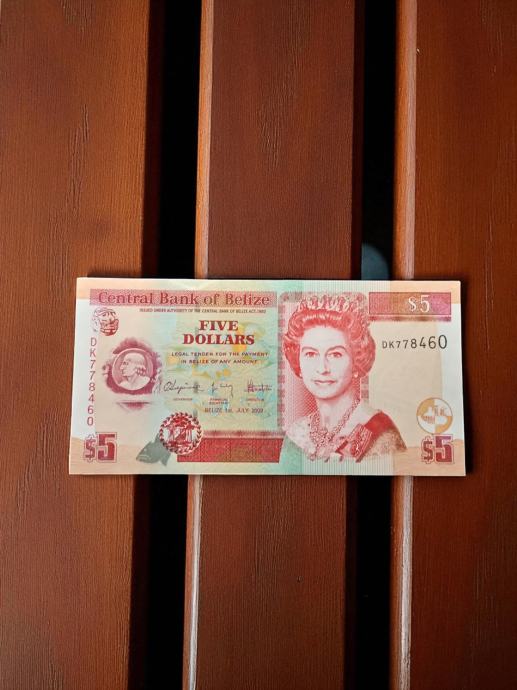 Central Bank of Belize
$5
ISSUED UNDER AUTHORITY OF THE CENTRAL BANK OF BELIZE ACT, 1982
FIVE
DOLLARS
LEGAL TENDER FOR THE PAYMENT
IN BELIZE OF ANY AMOUNT
DK778460
DK778460
GOVERNOR
DIRECTOR
BELIZE 1st. JULY
$5
$5